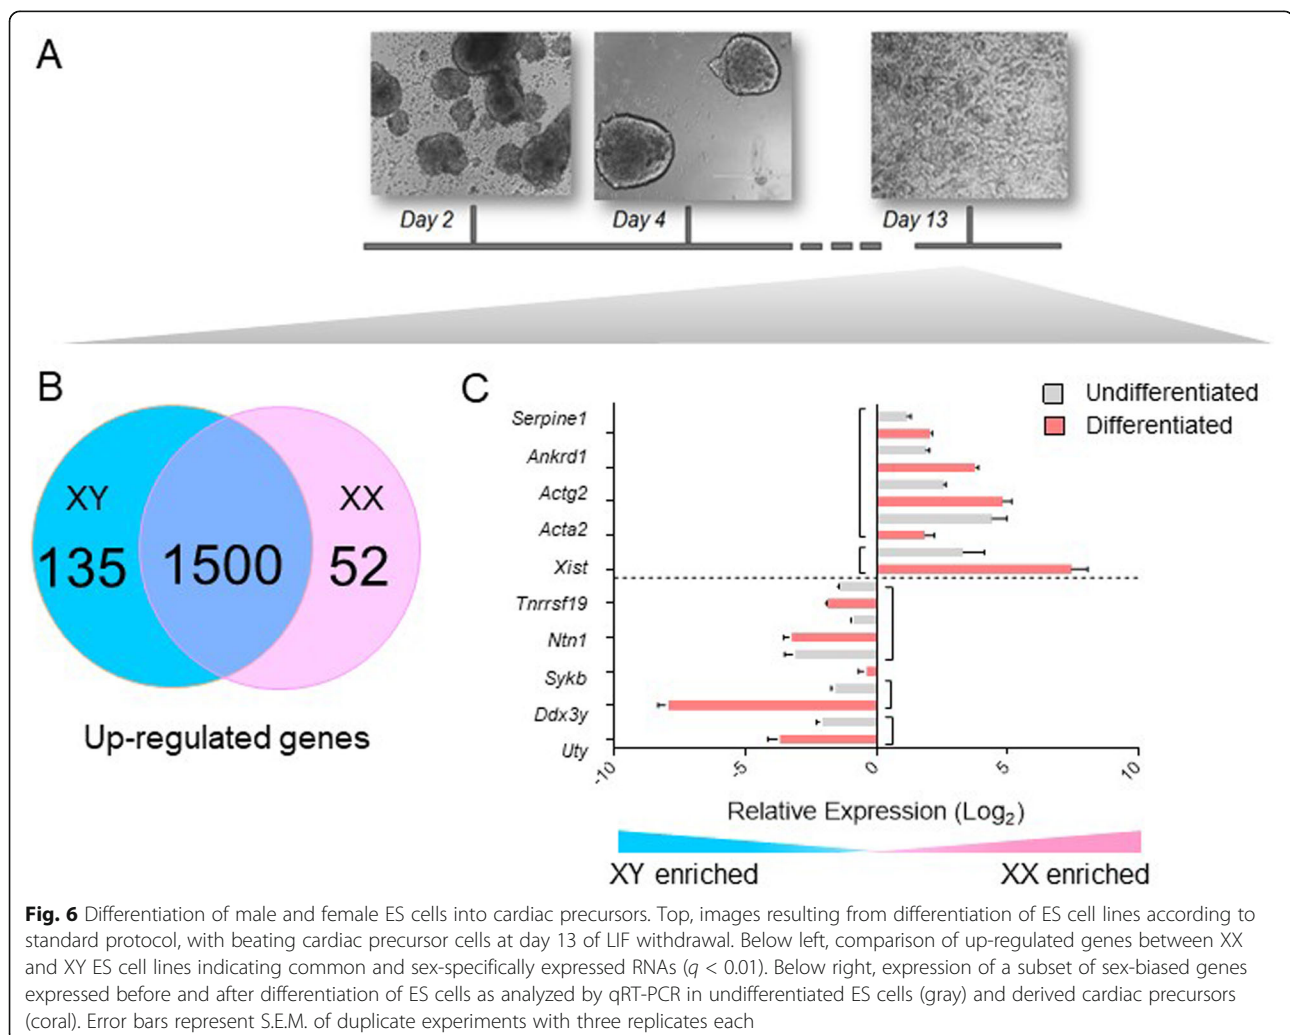 A
Day 2
Day 4
Day 13
B
XY
XX
135
1500
52
Up-regulated genes
C
Undifferentiated
Differentiated
Serpine1
Ankrd1
Actg2
Acta2
Xist
Tnrrsf19
Ntn1
Sykb
Ddx3y
Uty
-10
-5
0
5
10
Relative Expression (Log2)
XY enriched
XX enriched
Fig. 6 Differentiation of male and female ES cells into cardiac precursors. Top, images resulting from differentiation of ES cell lines according to
standard protocol, with beating cardiac precursor cells at day 13 of LIF withdrawal. Below left, comparison of up-regulated genes between XX
and XY ES cell lines indicating common and sex-specifically expressed RNAs (q < 0.01). Below right, expression of a subset of sex-biased genes
expressed before and after differentiation of ES cells as analyzed by qRT-PCR in undifferentiated ES cells (gray) and derived cardiac precursors
(coral). Error bars represent S.E.M. of duplicate experiments with three replicates each